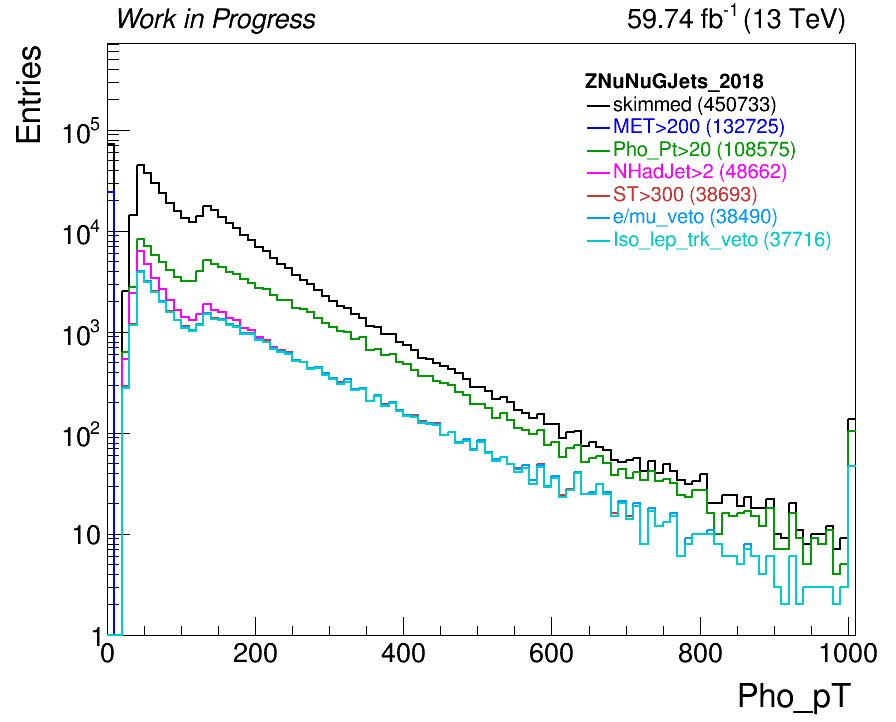 Work in Progress
59.74 fb-1 (13 TeV)
Entries
ZNuNuGJets_2018
skimmed (450733)
MET>200 (132725)
Pho_Pt>20 (108575)
NHadJet>2 (48662)
ST>300 (38693)
e/mu_veto (38490)
Iso_lep_trk_veto (37716)
10^5
10^4
10^3
10^2
10
1
0 200 400 600 800 1000
Pho_pT